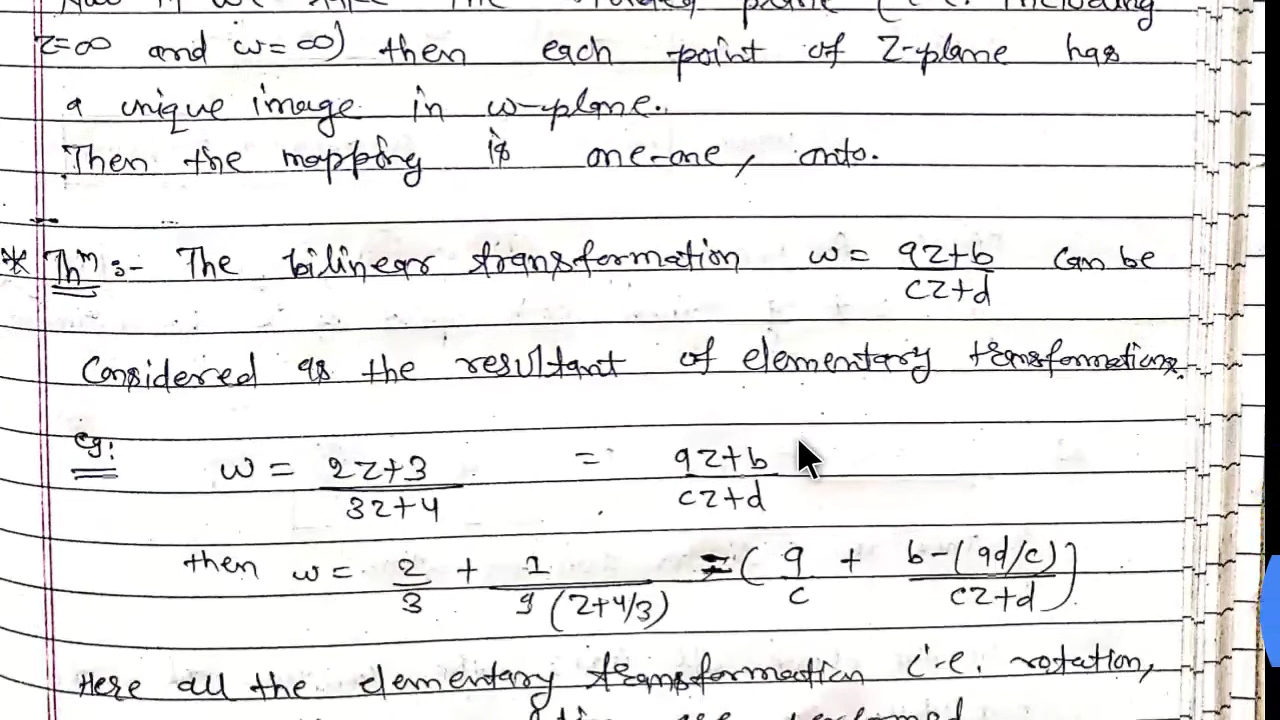 z=∞ and w=∞) then each point of z-plane has
a unique image in w-plane.
Then the mapping is one-one, onto.
* Thm :- The bilinear transformation w = (az+b)/(cz+d) can be
Considered as the resultant of elementary transformations.
eg: w = (2z+3)/(3z+4) = (az+b)/(cz+d)
then w = 2/3 + 1/(9(z+4/3)) = (a/c + (b-(ad/c))/(cz+d)).
Here all the elementary transformation i.e. rotation,